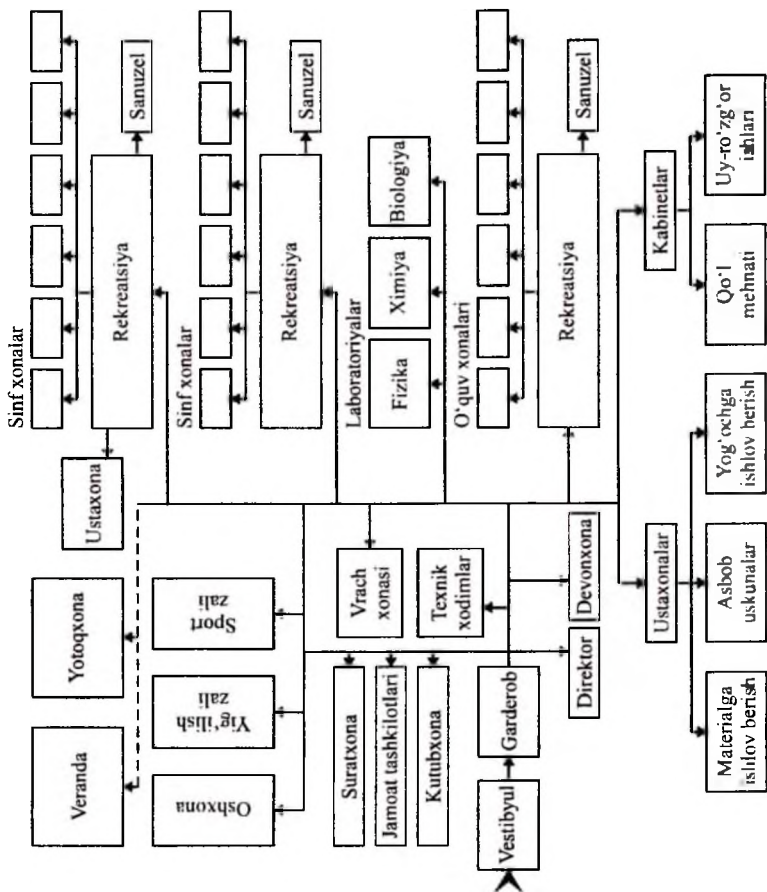 Sinf xonalar
Rekreatsiya
Sanuzel
Ustaxona
Sinf xonalar
Rekreatsiya
Sanuzel
Laboratoriyalar
Fizika
Ximiya
Biologiya
O‘quv xonalari
Rekreatsiya
Sanuzel
Yotoqxona
Veranda
Sport
zali
Yig‘ilish
zali
Oshxona
Vrach
xonasi
Texnik
xodimlar
Devonxona
Suratxona
Jamoat tashkilotlari
Kutubxona
Direktor
Garderob
Vestibyul
Kabinetlar
Qo‘l
mehnati
Uy-ro‘zg‘or
ishlari
Ustaxonalar
Materialga
ishlov berish
Asbob
uskunalar
Yog‘ochga
ishlov berish